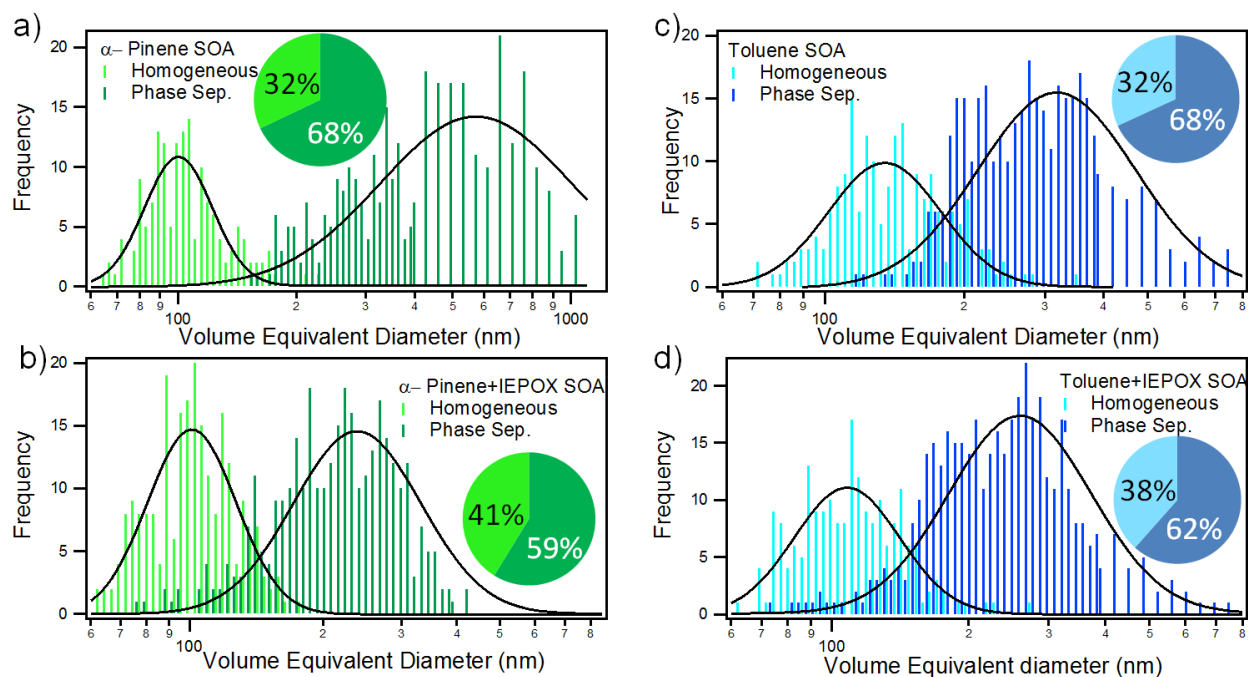 a)
α– Pinene SOA
Homogeneous
Phase Sep.
32%
68%
Frequency
20
15
10
5
0
6 7 8 9 100 2 3 4 5 6 7 8 9 1000
Volume Equivalent Diameter (nm)
c)
Toluene SOA
Homogeneous
Phase Sep.
32%
68%
Frequency
20
15
10
5
0
6 7 8 9 100 2 3 4 5 6 7 8
Volume Equivalent Diameter (nm)
b)
α– Pinene+IEPOX SOA
Homogeneous
Phase Sep.
41%
59%
Frequency
20
15
10
5
0
6 7 8 9 100 2 3 4 5 6 7 8
Volume Equivalent Diameter (nm)
d)
Toluene+IEPOX SOA
Homogeneous
Phase Sep.
38%
62%
Frequency
20
15
10
5
0
6 7 8 9 100 2 3 4 5 6 7 8
Volume Equivalent diameter (nm)